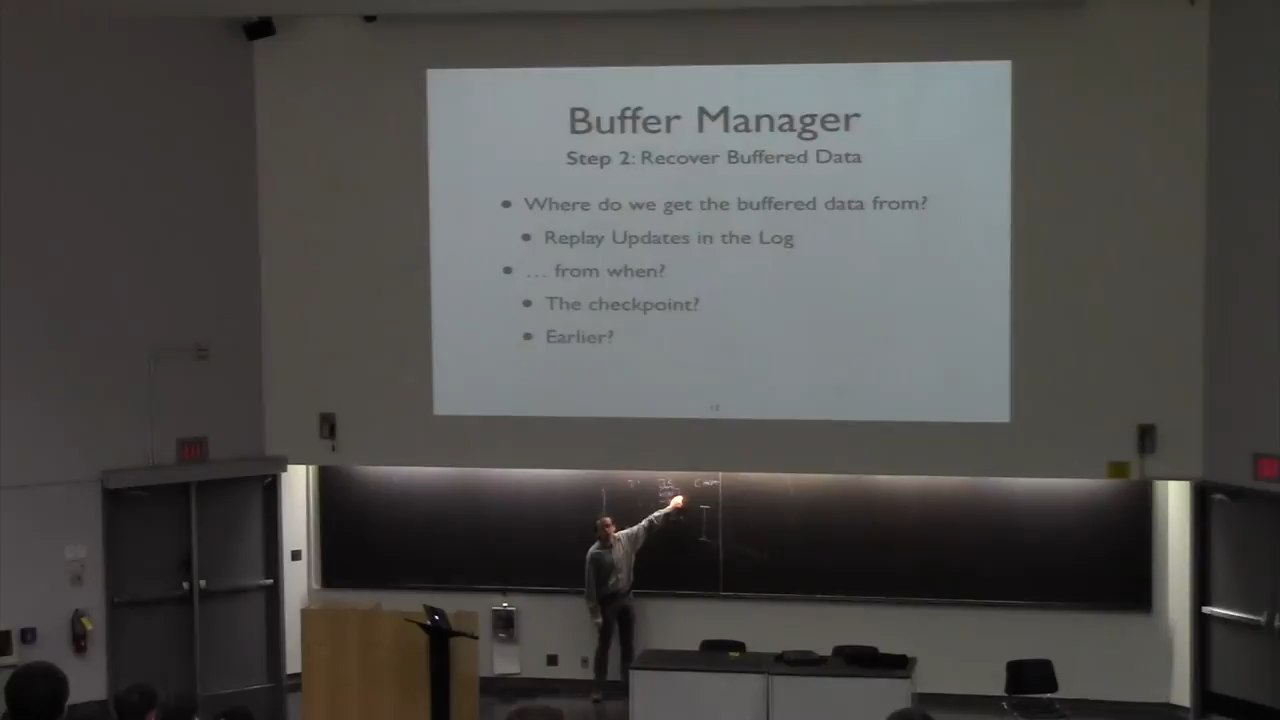 Buffer Manager
Step 2: Recover Buffered Data
• Where do we get the buffered data from?
• Replay Updates in the Log
• ... from when?
• The checkpoint?
• Earlier?